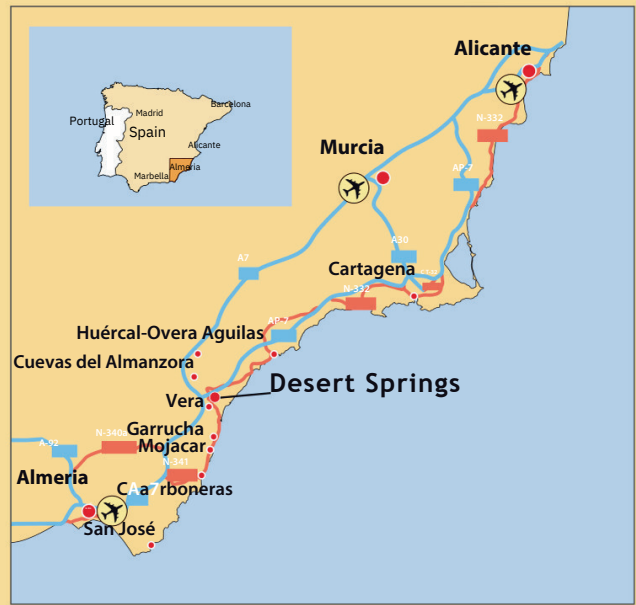 Alicante
Barcelona
Madrid
Portugal
Spain
Alicante
Almeria
Marbella
N-332
Murcia
AP-7
A7
A30
Cartagena
N-332
AP-7
Huércal-Overa Aguilas
Cuevas del Almanzora
Desert Springs
Vera
Garrucha
N-340a
Mojacar
A-92
N-341
Almeria
CAa7rboneras
San José